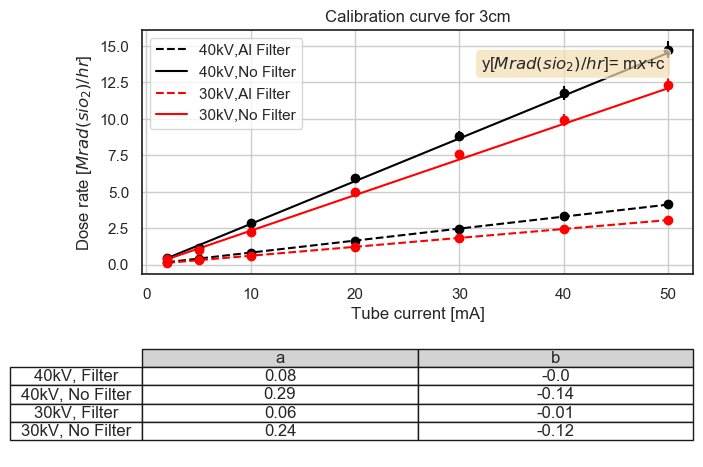 Calibration curve for 3cm
Dose rate [Mrad(sio₂)/hr]
15.0
12.5
10.0
7.5
5.0
2.5
0.0
40kV,Al Filter
40kV,No Filter
30kV,Al Filter
30kV,No Filter
y[Mrad(sio₂)/hr]= mx+c
0 10 20 30 40 50
Tube current [mA]
a b
40kV, Filter 0.08 -0.0
40kV, No Filter 0.29 -0.14
30kV, Filter 0.06 -0.01
30kV, No Filter 0.24 -0.12